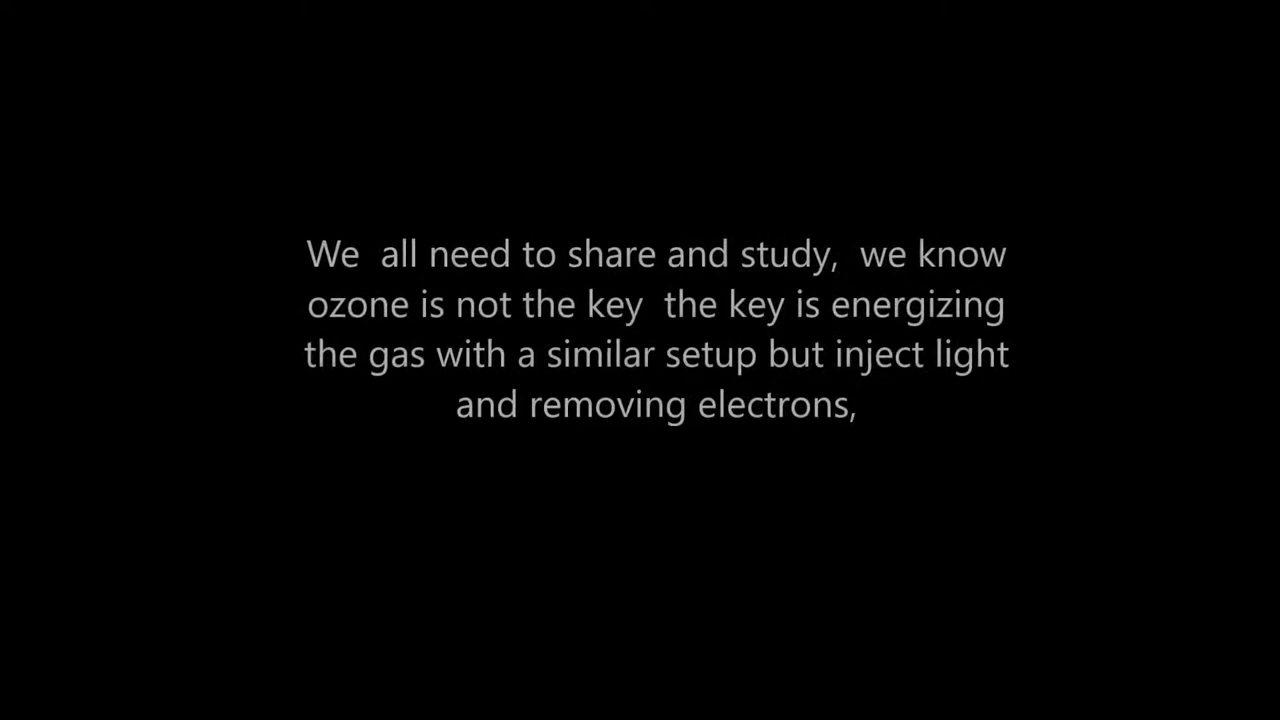 We  all need to share and study,  we know
ozone is not the key  the key is energizing
the gas with a similar setup but inject light
and removing electrons,